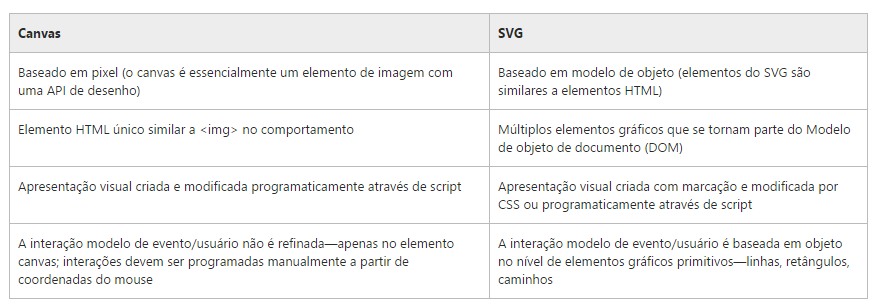 Canvas
SVG
Baseado em pixel (o canvas é essencialmente um elemento de imagem com
uma API de desenho)
Baseado em modelo de objeto (elementos do SVG são
similares a elementos HTML)
Elemento HTML único similar a <img> no comportamento
Múltiplos elementos gráficos que se tornam parte do Modelo
de objeto de documento (DOM)
Apresentação visual criada e modificada programaticamente através de script
Apresentação visual criada com marcação e modificada por
CSS ou programaticamente através de script
A interação modelo de evento/usuário não é refinada—apenas no elemento
canvas; interações devem ser programadas manualmente a partir de
coordenadas do mouse
A interação modelo de evento/usuário é baseada em objeto
no nível de elementos gráficos primitivos—linhas, retângulos,
caminhos